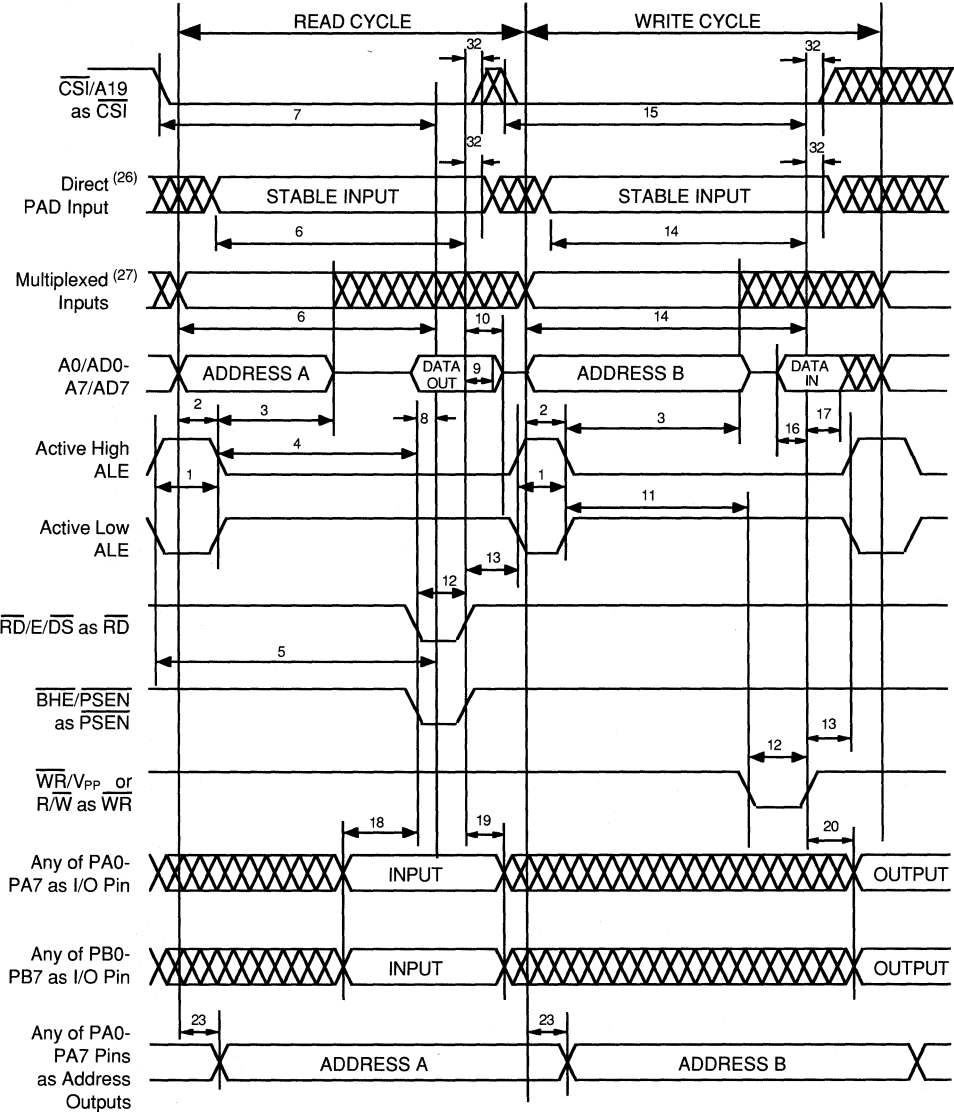 READ CYCLE WRITE CYCLE
32 32
CSI/A19
as CSI
7 15
32 32
Direct (26)
PAD Input
STABLE INPUT STABLE INPUT
6 14
Multiplexed (27)
Inputs
6 10 14
A0/AD0-
A7/AD7
ADDRESS A DATA
OUT 9 ADDRESS B DATA
IN
2 3 8 2 3 16 17
Active High
ALE
4
1 1
11
Active Low
ALE
13
12
RD/E/DS as RD
5
BHE/PSEN
as PSEN
13
12
WR/VPP or
R/W as WR
18 19 20
Any of PA0-
PA7 as I/O Pin
INPUT OUTPUT
Any of PB0-
PB7 as I/O Pin
INPUT OUTPUT
23 23
Any of PA0-
PA7 Pins
as Address
Outputs
ADDRESS A ADDRESS B